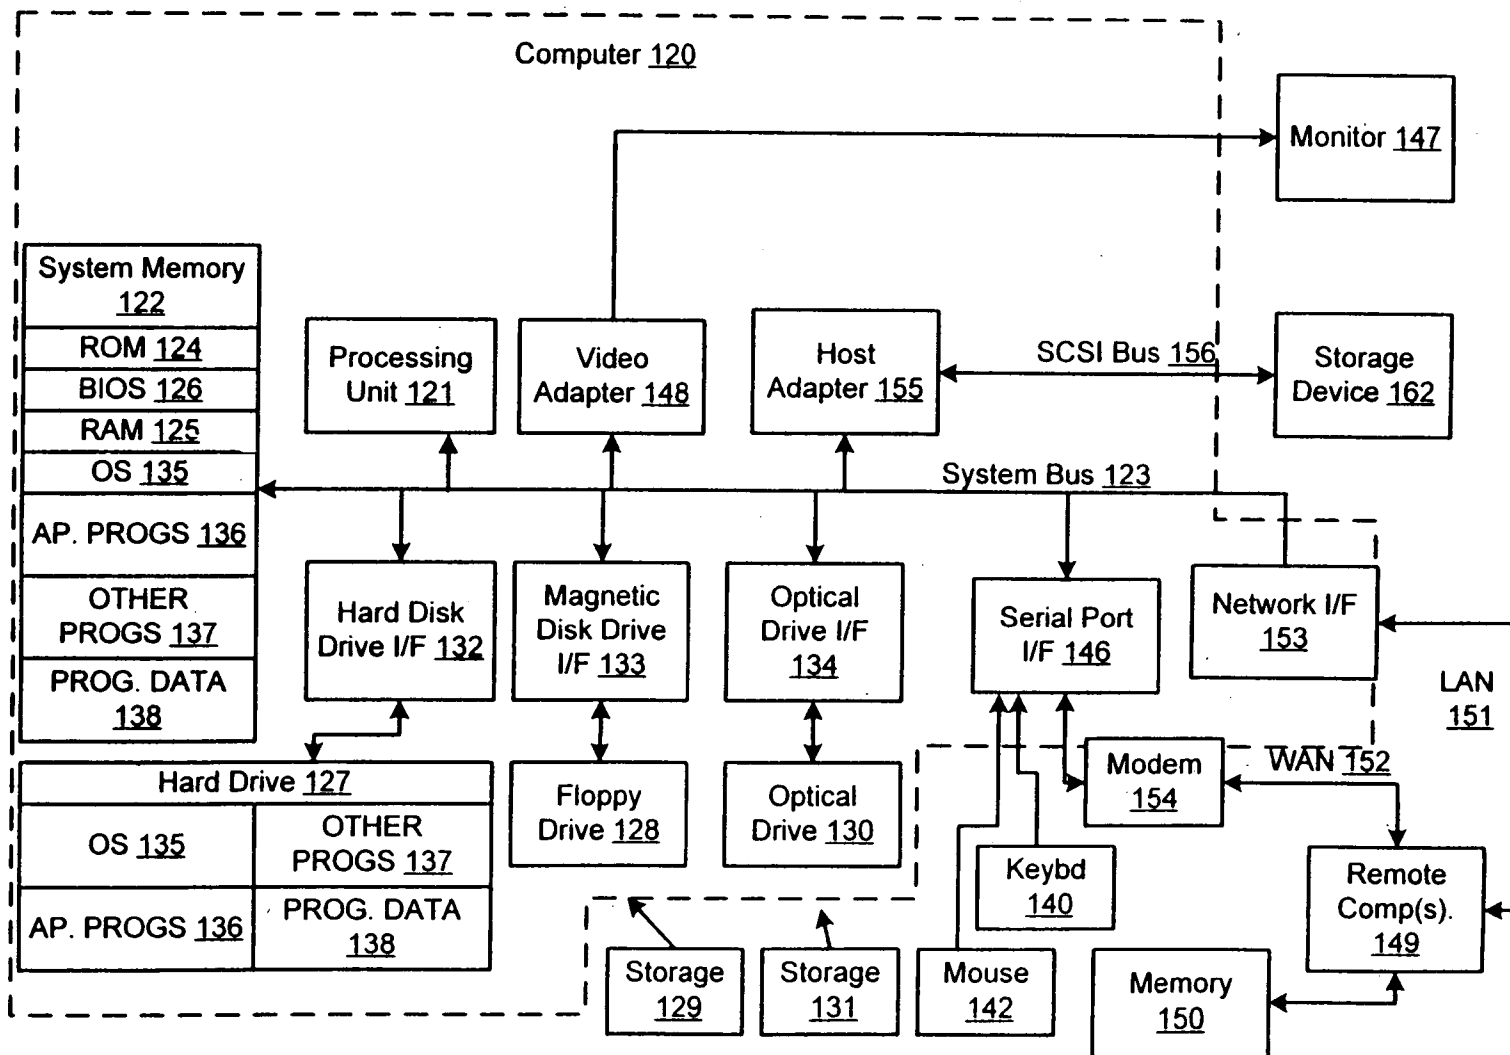 Computer 120
Monitor 147
System Memory
122
ROM 124
BIOS 126
RAM 125
OS 135
AP. PROGS 136
OTHER
PROGS 137
PROG. DATA
138
Processing
Unit 121
Video
Adapter 148
Host
Adapter 155
SCSI Bus 156
Storage
Device 162
System Bus 123
Hard Disk
Drive I/F 132
Magnetic
Disk Drive
I/F 133
Optical
Drive I/F
134
Serial Port
I/F 146
Network I/F
153
LAN
151
Hard Drive 127
OS 135
OTHER
PROGS 137
AP. PROGS 136
PROG. DATA
138
Floppy
Drive 128
Optical
Drive 130
Modem
154
WAN 152
Keybd
140
Remote
Comp(s).
149
Storage
129
Storage
131
Mouse
142
Memory
150